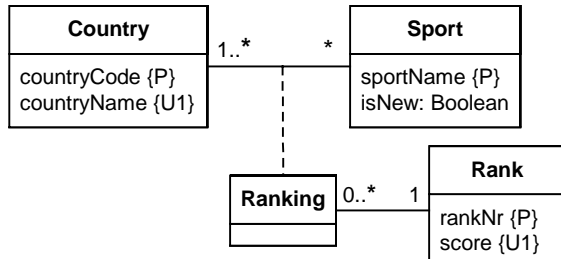 Country
countryCode {P}
countryName {U1}
1..*
*
Sport
sportName {P}
isNew: Boolean
Ranking
0..*
1
Rank
rankNr {P}
score {U1}